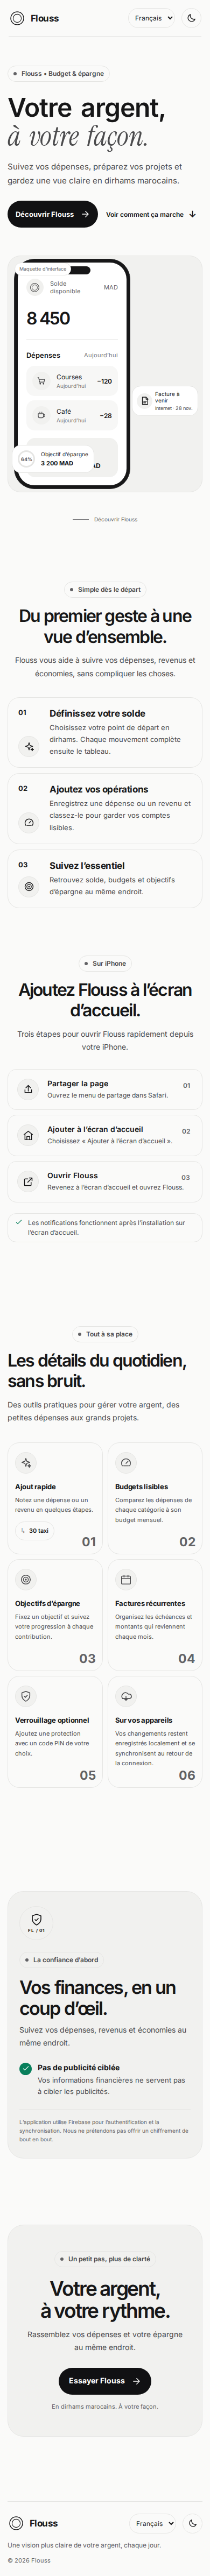 Flouss
Français
Flouss • Budget & épargne
Votre argent,
à votre façon.
Suivez vos dépenses, préparez vos projets et
gardez une vue claire en dirhams marocains.
Découvrir Flouss
Voir comment ça marche
Maquette d’interface
Solde
disponible
MAD
8 450
Dépenses
Aujourd’hui
Courses
Aujourd’hui
−120
Café
Aujourd’hui
−28
Facture à
venir
Internet · 28 nov.
64%
Objectif d’épargne
3 200 MAD
AD
Découvrir Flouss
Simple dès le départ
Du premier geste à une
vue d’ensemble.
Flouss vous aide à suivre vos dépenses, revenus et
économies, sans compliquer les choses.
01
Définissez votre solde
Choisissez votre point de départ en
dirhams. Chaque mouvement complète
ensuite le tableau.
02
Ajoutez vos opérations
Enregistrez une dépense ou un revenu et
classez-le pour garder vos comptes
lisibles.
03
Suivez l’essentiel
Retrouvez solde, budgets et objectifs
d’épargne au même endroit.
Sur iPhone
Ajoutez Flouss à l’écran
d’accueil.
Trois étapes pour ouvrir Flouss rapidement depuis
votre iPhone.
Partager la page
01
Ouvrez le menu de partage dans Safari.
Ajouter à l’écran d’accueil
02
Choisissez « Ajouter à l’écran d’accueil ».
Ouvrir Flouss
03
Revenez à l’écran d’accueil et ouvrez Flouss.
Les notifications fonctionnent après l’installation sur
l’écran d’accueil.
Tout à sa place
Les détails du quotidien,
sans bruit.
Des outils pratiques pour gérer votre argent, des
petites dépenses aux grands projets.
Ajout rapide
Notez une dépense ou un
revenu en quelques étapes.
30 taxi
01
Budgets lisibles
Comparez les dépenses de
chaque catégorie à son
budget mensuel.
02
Objectifs d’épargne
Fixez un objectif et suivez
votre progression à chaque
contribution.
03
Factures récurrentes
Organisez les échéances et
montants qui reviennent
chaque mois.
04
Verrouillage optionnel
Ajoutez une protection
avec un code PIN de votre
choix.
05
Sur vos appareils
Vos changements restent
enregistrés localement et se
synchronisent au retour de
la connexion.
06
FL / 01
La confiance d’abord
Vos finances, en un
coup d’œil.
Suivez vos dépenses, revenus et économies au
même endroit.
Pas de publicité ciblée
Vos informations financières ne servent pas
à cibler les publicités.
L’application utilise Firebase pour l’authentification et la
synchronisation. Nous ne prétendons pas offrir un chiffrement de
bout en bout.
Un petit pas, plus de clarté
Votre argent,
à votre rythme.
Rassemblez vos dépenses et votre épargne
au même endroit.
Essayer Flouss
En dirhams marocains. À votre façon.
Flouss
Français
Une vision plus claire de votre argent, chaque jour.
© 2026 Flouss